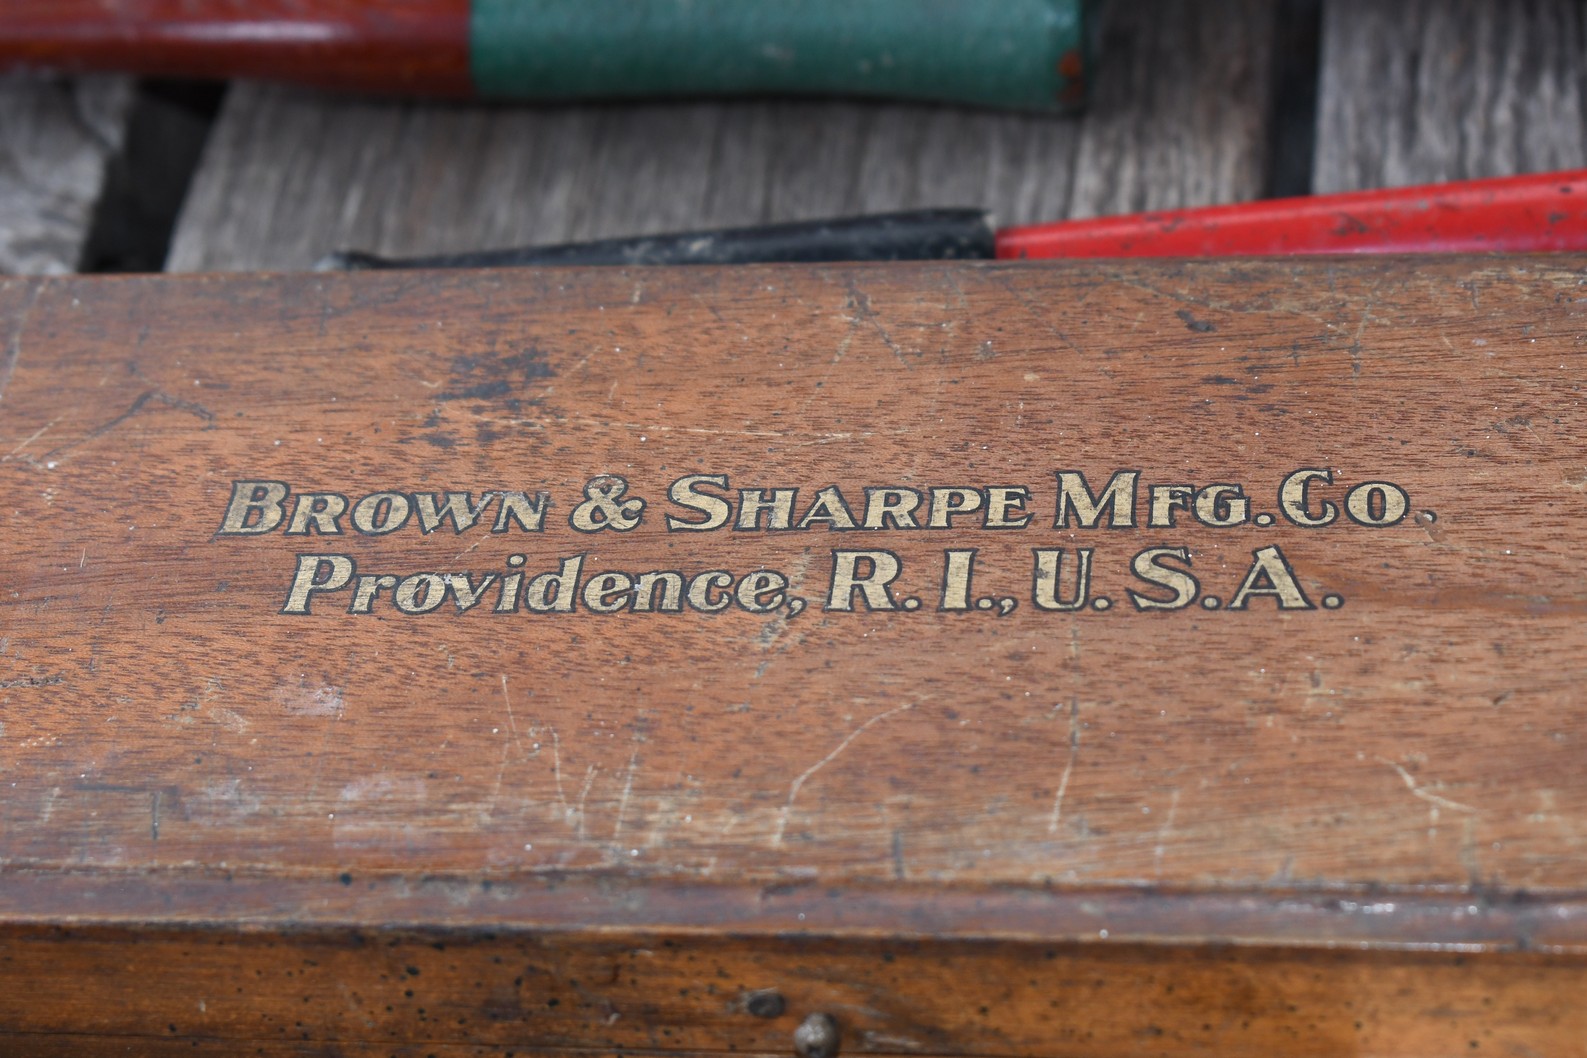 Brown & Sharpe Mfg. Co.
Providence, R. I., U. S. A.